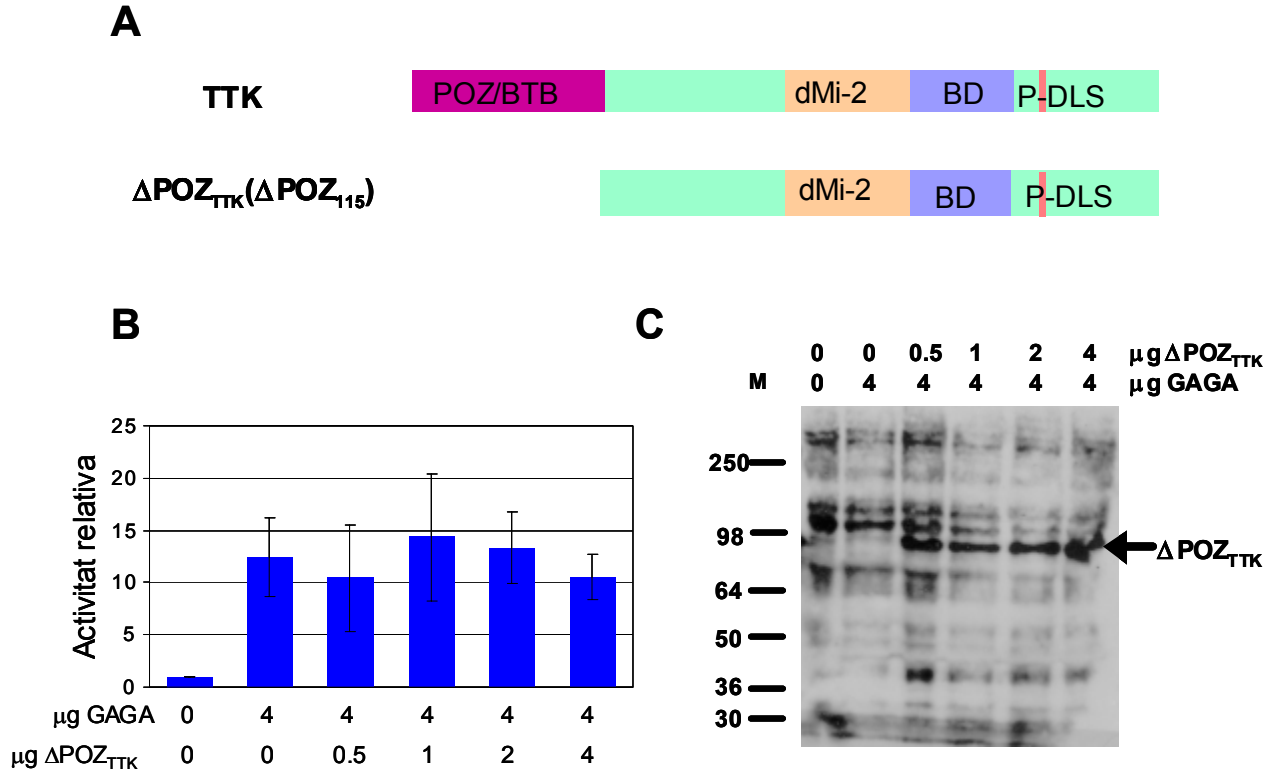 A
TTK
POZ/BTB dMi-2 BD P-DLS
ΔPOZTTK(ΔPOZ115)
dMi-2 BD P-DLS
B
Activitat relativa
25
20
15
10
5
0
μg GAGA 0 4 4 4 4 4
μg ΔPOZTTK 0 0 0.5 1 2 4
C
0 0 0.5 1 2 4 μg ΔPOZTTK
M 0 4 4 4 4 4 μg GAGA
250
98
ΔPOZTTK
64
50
36
30